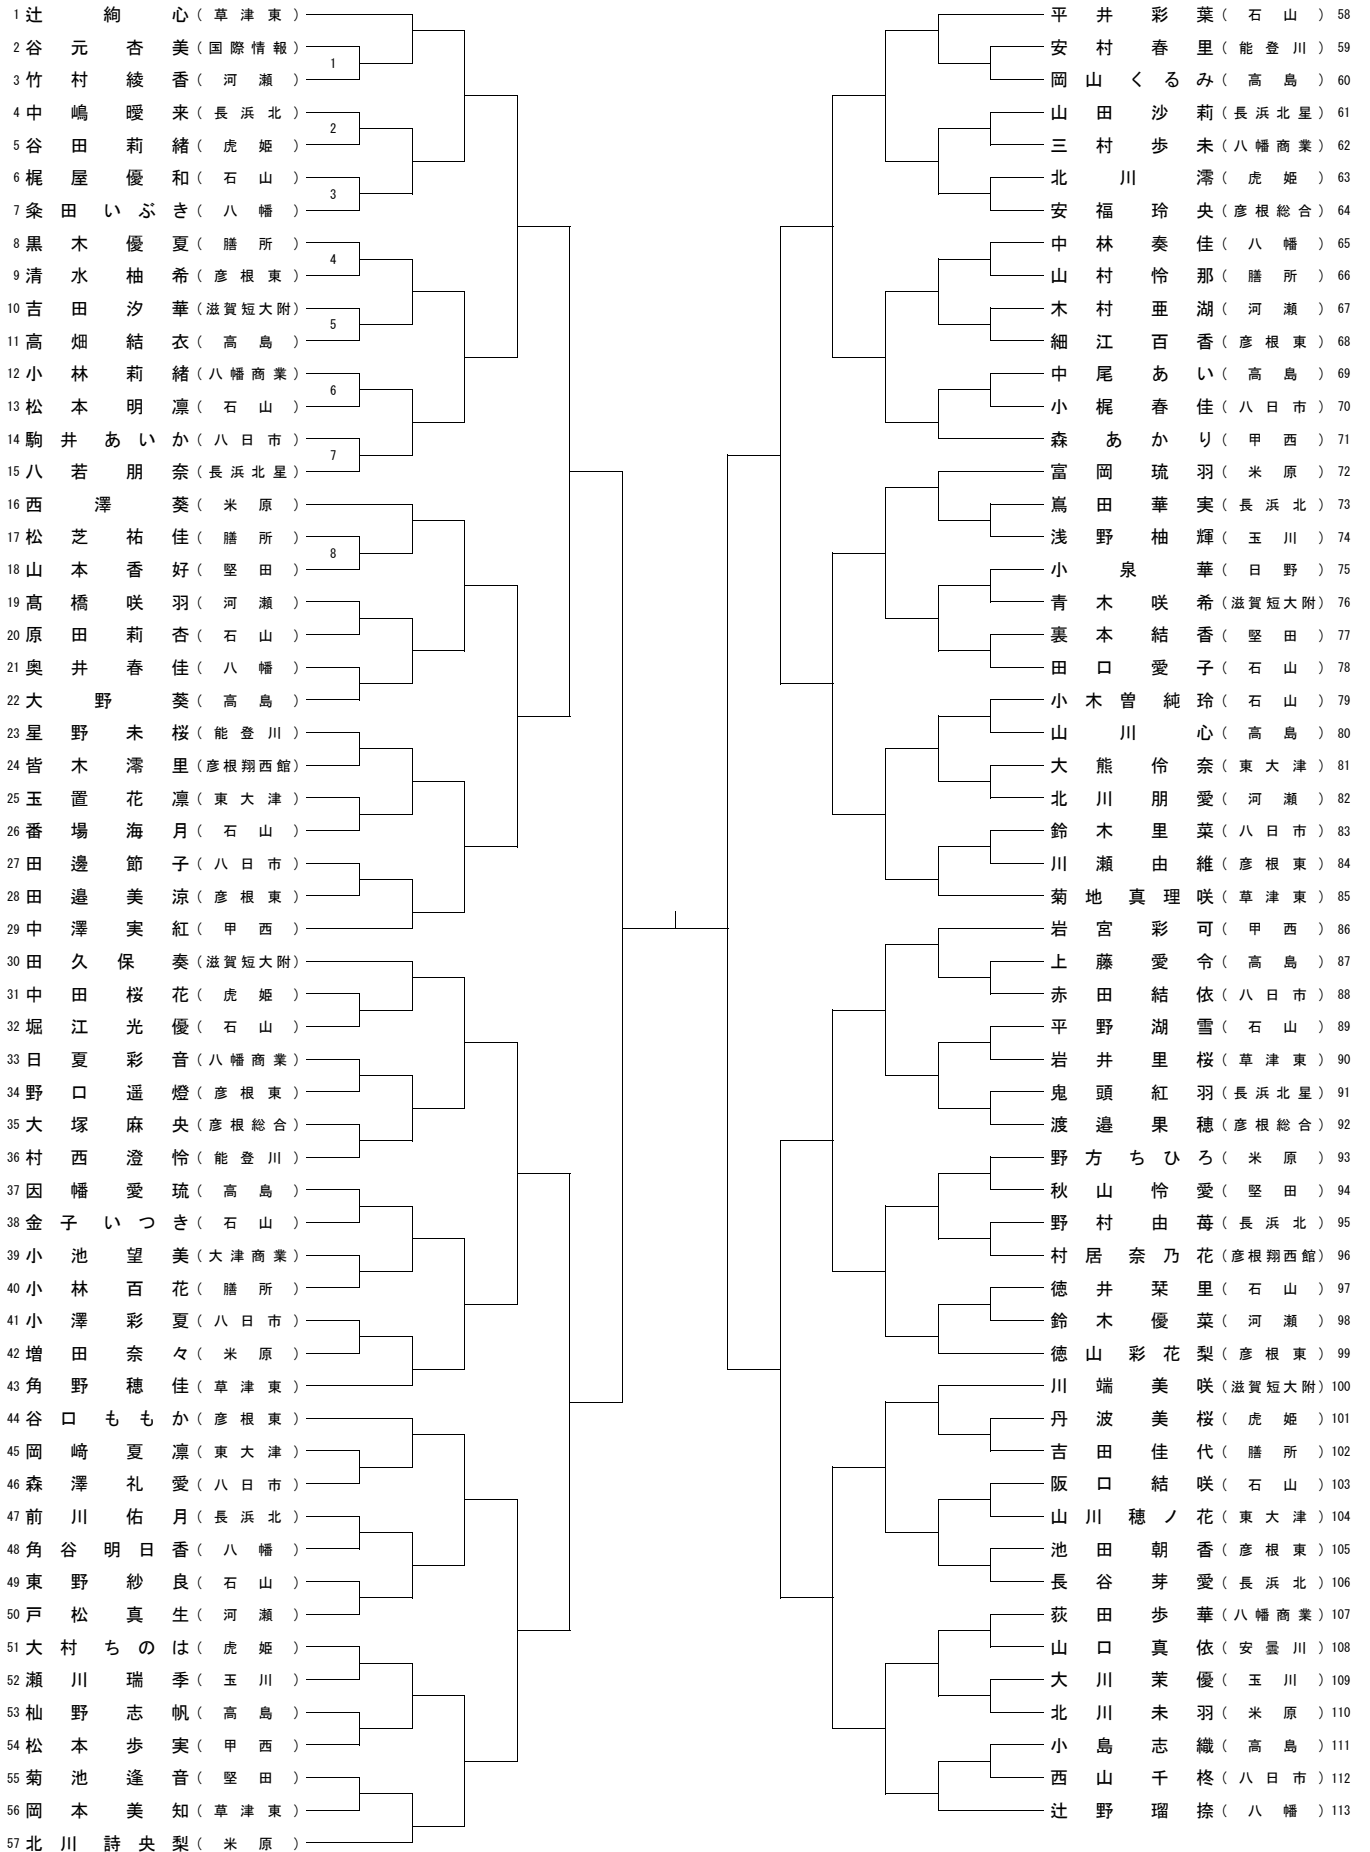 1 辻 絢 心 ( 草 津 東 )
2 谷 元 杏 美 ( 国 際 情 報 )
1
3 竹 村 綾 香 ( 河 瀬 )
4 中 嶋 曖 来 ( 長 浜 北 )
2
5 谷 田 莉 緒 ( 虎 姫 )
6 梶 屋 優 和 ( 石 山 )
3
7 粂 田 い ぶ き ( 八 幡 )
8 黒 木 優 夏 ( 膳 所 )
4
9 清 水 柚 希 ( 彦 根 東 )
10 吉 田 汐 華 ( 滋賀短大附 )
5
11 高 畑 結 衣 ( 高 島 )
12 小 林 莉 緒 ( 八 幡 商 業 )
6
13 松 本 明 凛 ( 石 山 )
14 駒 井 あ い か ( 八 日 市 )
7
15 八 若 朋 奈 ( 長 浜 北 星 )
16 西 澤 葵 ( 米 原 )
17 松 芝 祐 佳 ( 膳 所 )
8
18 山 本 香 好 ( 堅 田 )
19 髙 橋 咲 羽 ( 河 瀬 )
20 原 田 莉 杏 ( 石 山 )
21 奥 井 春 佳 ( 八 幡 )
22 大 野 葵 ( 高 島 )
23 星 野 未 桜 ( 能 登 川 )
24 皆 木 澪 里 ( 彦根翔西館 )
25 玉 置 花 凛 ( 東 大 津 )
26 番 場 海 月 ( 石 山 )
27 田 邊 節 子 ( 八 日 市 )
28 田 邉 美 涼 ( 彦 根 東 )
29 中 澤 実 紅 ( 甲 西 )
30 田 久 保 奏 ( 滋賀短大附 )
31 中 田 桜 花 ( 虎 姫 )
32 堀 江 光 優 ( 石 山 )
33 日 夏 彩 音 ( 八 幡 商 業 )
34 野 口 遥 燈 ( 彦 根 東 )
35 大 塚 麻 央 ( 彦 根 総 合 )
36 村 西 澄 怜 ( 能 登 川 )
37 因 幡 愛 琉 ( 高 島 )
38 金 子 い つ き ( 石 山 )
39 小 池 望 美 ( 大 津 商 業 )
40 小 林 百 花 ( 膳 所 )
41 小 澤 彩 夏 ( 八 日 市 )
42 増 田 奈 々 ( 米 原 )
43 角 野 穂 佳 ( 草 津 東 )
44 谷 口 も も か ( 彦 根 東 )
45 岡 﨑 夏 凛 ( 東 大 津 )
46 森 澤 礼 愛 ( 八 日 市 )
47 前 川 佑 月 ( 長 浜 北 )
48 角 谷 明 日 香 ( 八 幡 )
49 東 野 紗 良 ( 石 山 )
50 戸 松 真 生 ( 河 瀬 )
51 大 村 ち の は ( 虎 姫 )
52 瀬 川 瑞 季 ( 玉 川 )
53 杣 野 志 帆 ( 高 島 )
54 松 本 歩 実 ( 甲 西 )
55 菊 池 逢 音 ( 堅 田 )
56 岡 本 美 知 ( 草 津 東 )
57 北 川 詩 央 梨 ( 米 原 )
平 井 彩 葉 ( 石 山 ) 58
安 村 春 里 ( 能 登 川 ) 59
岡 山 く る み ( 高 島 ) 60
山 田 沙 莉 ( 長 浜 北 星 ) 61
三 村 歩 未 ( 八 幡 商 業 ) 62
北 川 澪 ( 虎 姫 ) 63
安 福 玲 央 ( 彦 根 総 合 ) 64
中 林 奏 佳 ( 八 幡 ) 65
山 村 怜 那 ( 膳 所 ) 66
木 村 亜 湖 ( 河 瀬 ) 67
細 江 百 香 ( 彦 根 東 ) 68
中 尾 あ い ( 高 島 ) 69
小 梶 春 佳 ( 八 日 市 ) 70
森 あ か り ( 甲 西 ) 71
富 岡 琉 羽 ( 米 原 ) 72
嶌 田 華 実 ( 長 浜 北 ) 73
浅 野 柚 輝 ( 玉 川 ) 74
小 泉 華 ( 日 野 ) 75
青 木 咲 希 ( 滋賀短大附 ) 76
裏 本 結 香 ( 堅 田 ) 77
田 口 愛 子 ( 石 山 ) 78
小 木 曽 純 玲 ( 石 山 ) 79
山 川 心 ( 高 島 ) 80
大 熊 伶 奈 ( 東 大 津 ) 81
北 川 朋 愛 ( 河 瀬 ) 82
鈴 木 里 菜 ( 八 日 市 ) 83
川 瀬 由 維 ( 彦 根 東 ) 84
菊 地 真 理 咲 ( 草 津 東 ) 85
岩 宮 彩 可 ( 甲 西 ) 86
上 藤 愛 令 ( 高 島 ) 87
赤 田 結 依 ( 八 日 市 ) 88
平 野 湖 雪 ( 石 山 ) 89
岩 井 里 桜 ( 草 津 東 ) 90
鬼 頭 紅 羽 ( 長 浜 北 星 ) 91
渡 邉 果 穂 ( 彦 根 総 合 ) 92
野 方 ち ひ ろ ( 米 原 ) 93
秋 山 怜 愛 ( 堅 田 ) 94
野 村 由 苺 ( 長 浜 北 ) 95
村 居 奈 乃 花 ( 彦根翔西館 ) 96
徳 井 栞 里 ( 石 山 ) 97
鈴 木 優 菜 ( 河 瀬 ) 98
徳 山 彩 花 梨 ( 彦 根 東 ) 99
川 端 美 咲 ( 滋賀短大附 ) 100
丹 波 美 桜 ( 虎 姫 ) 101
吉 田 佳 代 ( 膳 所 ) 102
阪 口 結 咲 ( 石 山 ) 103
山 川 穂 ノ 花 ( 東 大 津 ) 104
池 田 朝 香 ( 彦 根 東 ) 105
長 谷 芽 愛 ( 長 浜 北 ) 106
荻 田 歩 華 ( 八 幡 商 業 ) 107
山 口 真 依 ( 安 曇 川 ) 108
大 川 茉 優 ( 玉 川 ) 109
北 川 未 羽 ( 米 原 ) 110
小 島 志 織 ( 高 島 ) 111
西 山 千 柊 ( 八 日 市 ) 112
辻 野 瑠 捺 ( 八 幡 ) 113